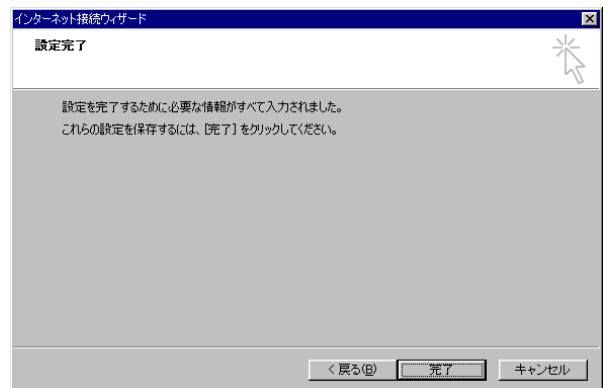 インターネット接続ウィザード
設定完了
設定を完了するために必要な情報がすべて入力されました。
これらの設定を保存するには、[完了] をクリックしてください。
< 戻る(B)
完了
キャンセル